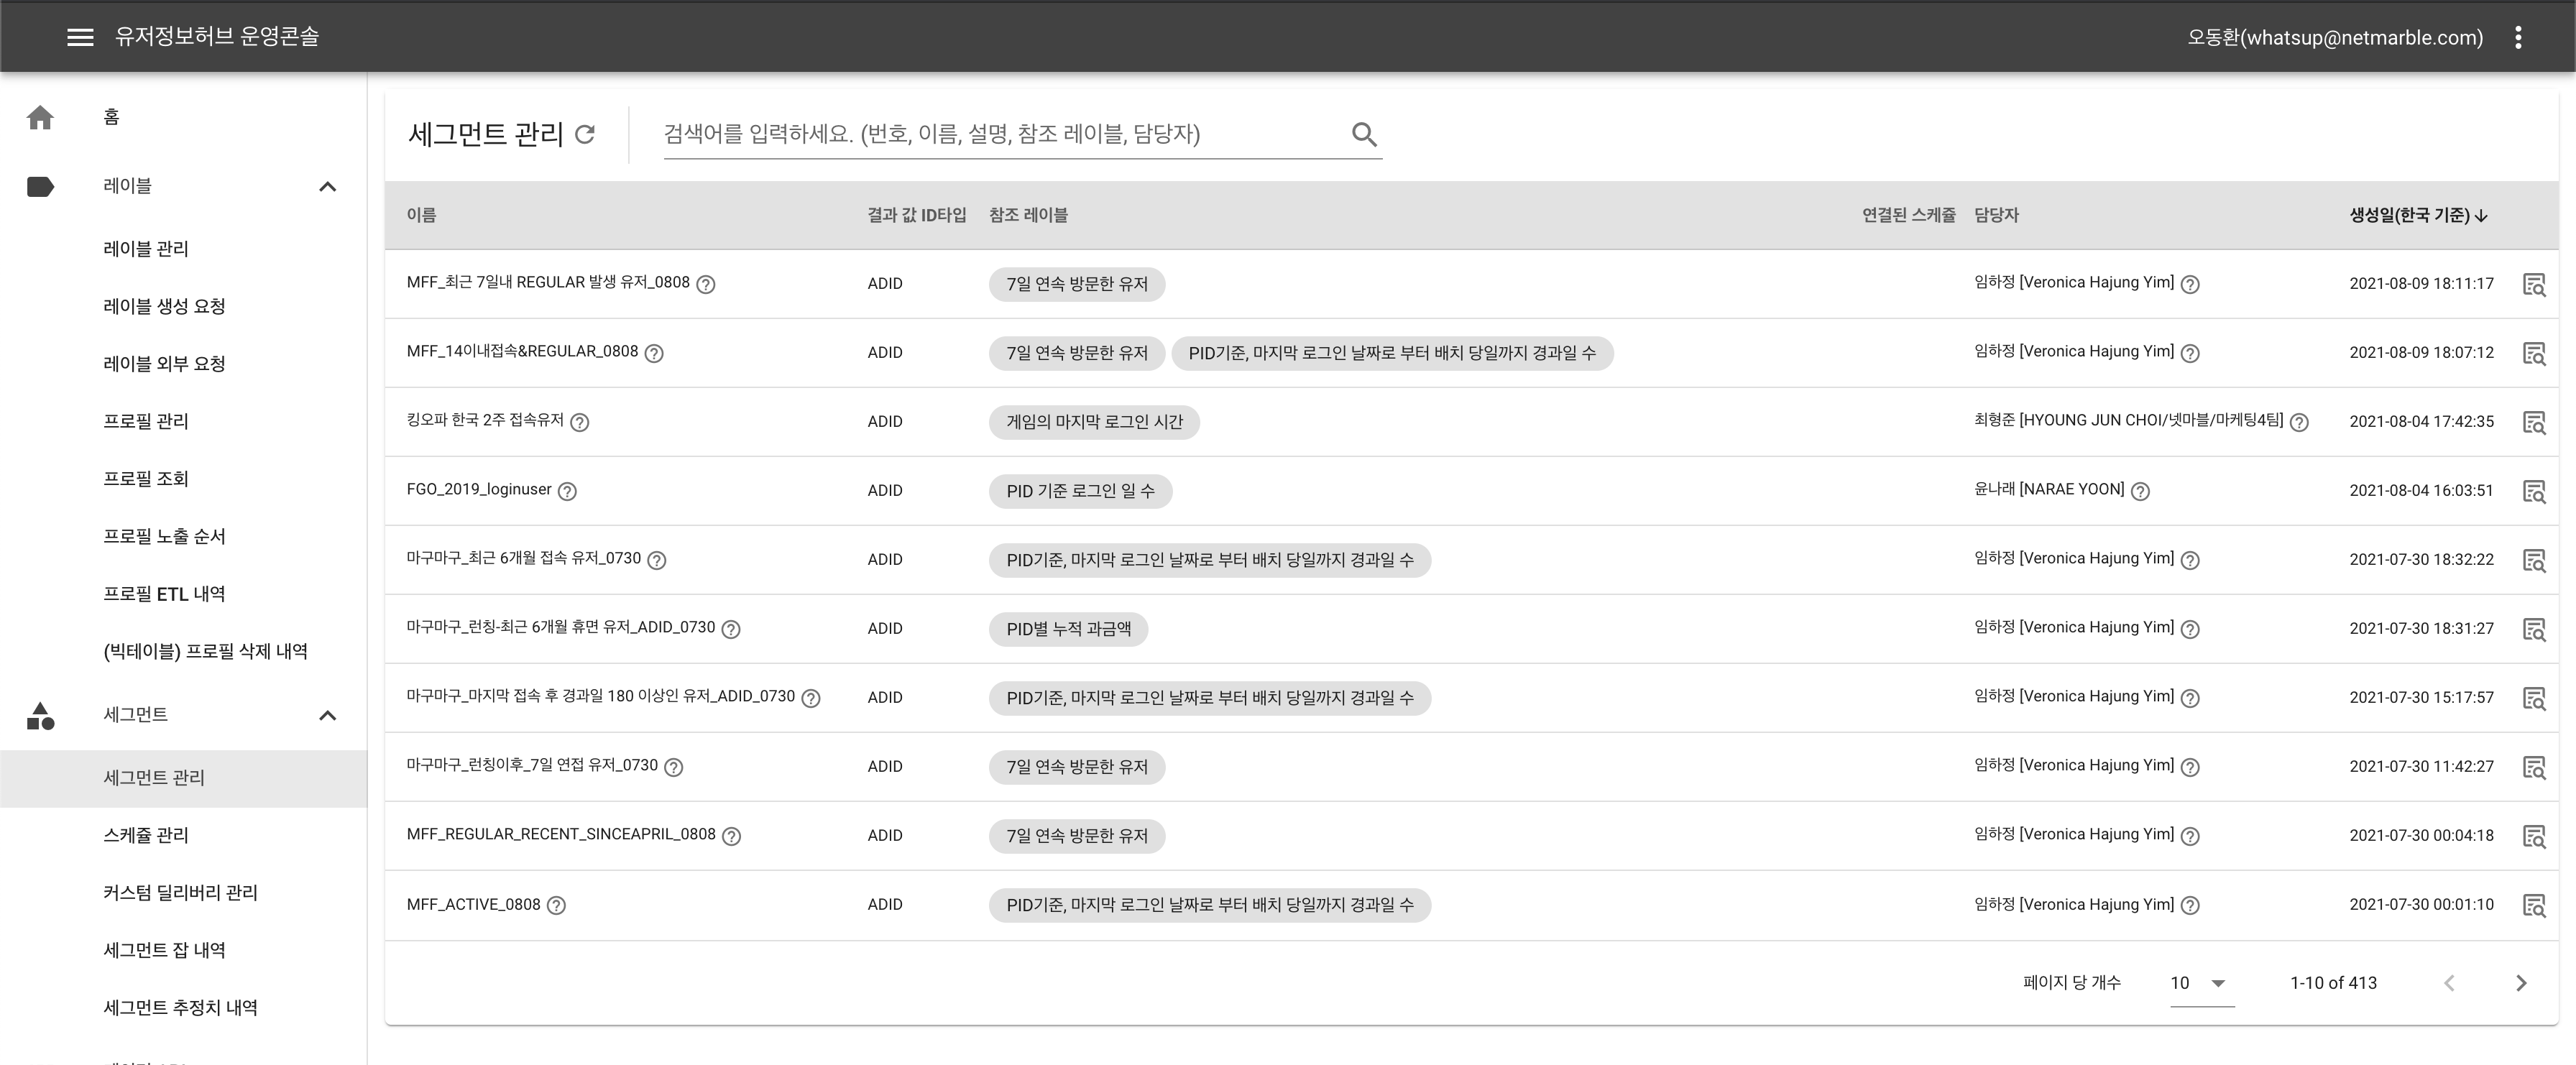 유저정보허브 운영콘솔
오동환(whatsup@netmarble.com)
홈
레이블
레이블 관리
레이블 생성 요청
레이블 외부 요청
프로필 관리
프로필 조회
프로필 노출 순서
프로필 ETL 내역
(빅테이블) 프로필 삭제 내역
세그먼트
세그먼트 관리
스케쥴 관리
커스텀 딜리버리 관리
세그먼트 잡 내역
세그먼트 추정치 내역
세그먼트 관리
검색어를 입력하세요. (번호, 이름, 설명, 참조 레이블, 담당자)
이름 결과 값 ID타입 참조 레이블 연결된 스케쥴 담당자 생성일(한국 기준)
MFF_최근 7일내 REGULAR 발생 유저_0808 ADID 7일 연속 방문한 유저 임하정 [Veronica Hajung Yim] 2021-08-09 18:11:17
MFF_14이내접속&REGULAR_0808 ADID 7일 연속 방문한 유저 PID기준, 마지막 로그인 날짜로 부터 배치 당일까지 경과일 수 임하정 [Veronica Hajung Yim] 2021-08-09 18:07:12
킹오파 한국 2주 접속유저 ADID 게임의 마지막 로그인 시간 최형준 [HYOUNG JUN CHOI/넷마블/마케팅4팀] 2021-08-04 17:42:35
FGO_2019_loginuser ADID PID 기준 로그인 일 수 윤나래 [NARAE YOON] 2021-08-04 16:03:51
마구마구_최근 6개월 접속 유저_0730 ADID PID기준, 마지막 로그인 날짜로 부터 배치 당일까지 경과일 수 임하정 [Veronica Hajung Yim] 2021-07-30 18:32:22
마구마구_런칭-최근 6개월 휴면 유저_ADID_0730 ADID PID별 누적 과금액 임하정 [Veronica Hajung Yim] 2021-07-30 18:31:27
마구마구_마지막 접속 후 경과일 180 이상인 유저_ADID_0730 ADID PID기준, 마지막 로그인 날짜로 부터 배치 당일까지 경과일 수 임하정 [Veronica Hajung Yim] 2021-07-30 15:17:57
마구마구_런칭이후_7일 연접 유저_0730 ADID 7일 연속 방문한 유저 임하정 [Veronica Hajung Yim] 2021-07-30 11:42:27
MFF_REGULAR_RECENT_SINCEAPRIL_0808 ADID 7일 연속 방문한 유저 임하정 [Veronica Hajung Yim] 2021-07-30 00:04:18
MFF_ACTIVE_0808 ADID PID기준, 마지막 로그인 날짜로 부터 배치 당일까지 경과일 수 임하정 [Veronica Hajung Yim] 2021-07-30 00:01:10
페이지 당 개수 10 1-10 of 413